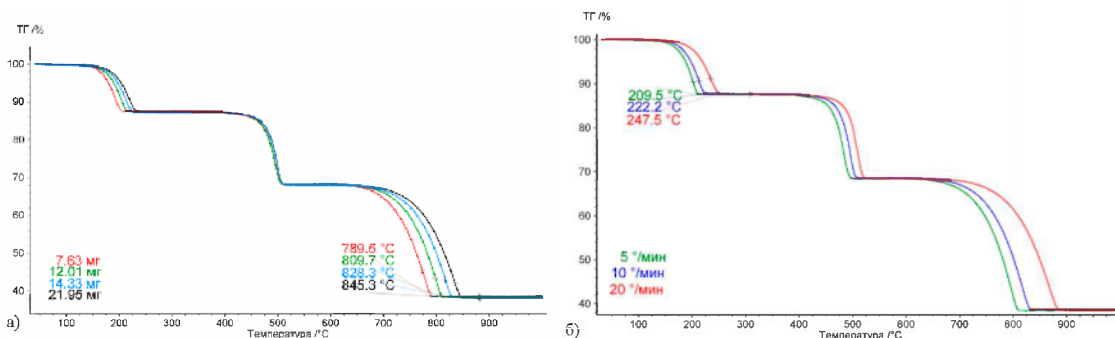 ТГ /%
100
90
80
70
60
50
40
7.63 мг
12.01 мг
14.33 мг
21.95 мг
789.5 °C
809.7 °C
828.3 °C
845.3 °C
100 200 300 400 500 600 700 800 900
Температура /°C
а)
ТГ /%
100
90
80
70
60
50
40
209.5 °C
222.2 °C
247.5 °C
5 °/мин
10 °/мин
20 °/мин
100 200 300 400 500 600 700 800 900
Температура /°C
б)